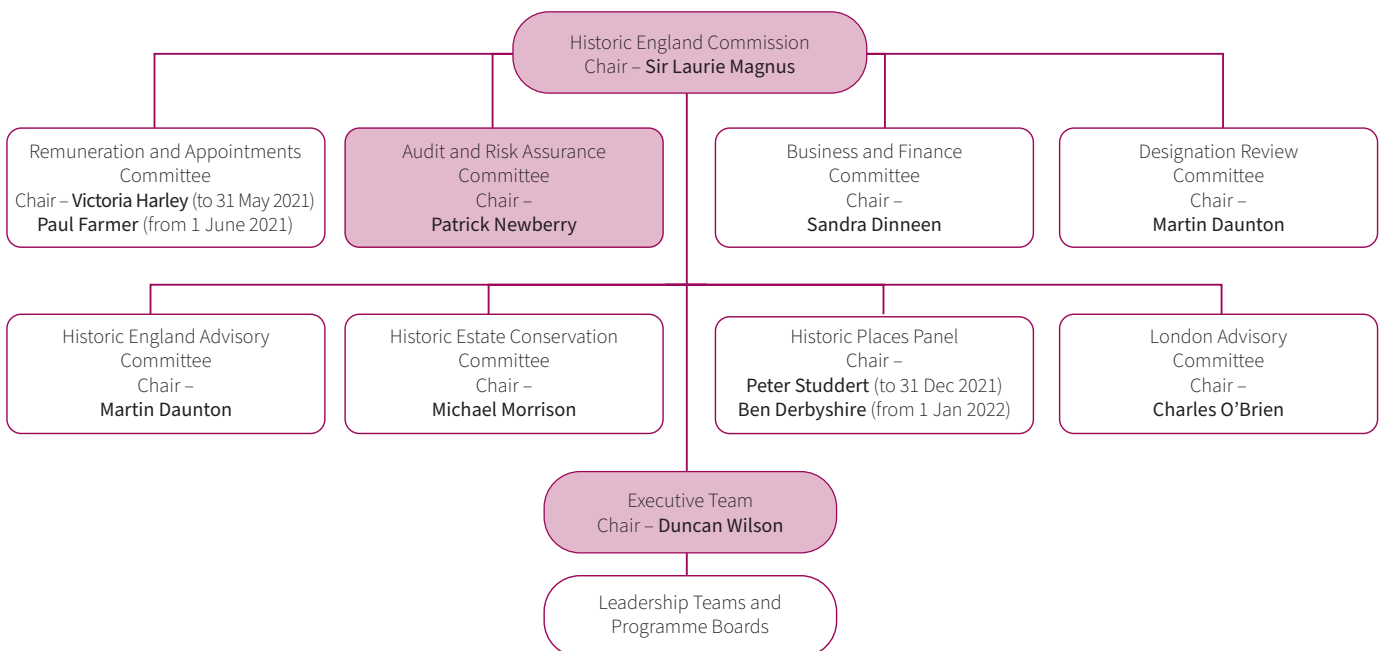 Historic England Commission
Chair – Sir Laurie Magnus
Remuneration and Appointments
Committee
Chair – Victoria Harley (to 31 May 2021)
Paul Farmer (from 1 June 2021)
Audit and Risk Assurance
Committee
Chair –
Patrick Newberry
Business and Finance
Committee
Chair –
Sandra Dinneen
Designation Review
Committee
Chair –
Martin Daunton
Historic England Advisory
Committee
Chair –
Martin Daunton
Historic Estate Conservation
Committee
Chair –
Michael Morrison
Historic Places Panel
Chair –
Peter Studdert (to 31 Dec 2021)
Ben Derbyshire (from 1 Jan 2022)
London Advisory
Committee
Chair –
Charles O’Brien
Executive Team
Chair – Duncan Wilson
Leadership Teams and
Programme Boards